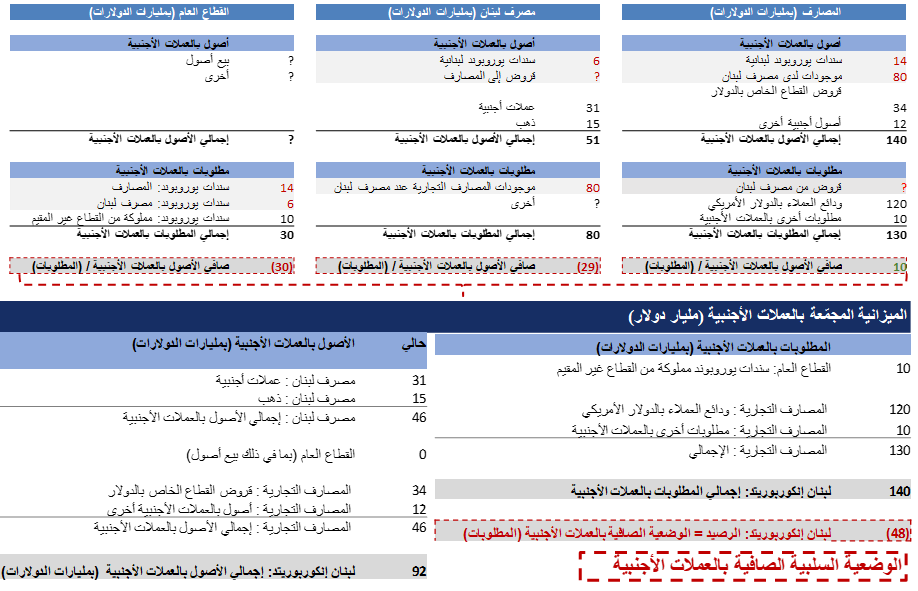 المصارف (بمليارات الدولارات)
أصول بالعملات الأجنبية
سندات يوروبوند لبنانية 14
موجودات لدى مصرف لبنان 80
قروض القطاع الخاص بالدولار
34
أصول أجنبية أخرى 12
إجمالي الأصول بالعملات الأجنبية 140
مطلوبات بالعملات الأجنبية
قروض من مصرف لبنان ?
ودائع العملاء بالدولار الأمريكي 120
مطلوبات أخرى بالعملات الأجنبية 10
إجمالي المطلوبات بالعملات الأجنبية 130
صافي الأصول بالعملات الأجنبية / (المطلوبات) 10
مصرف لبنان (بمليارات الدولارات)
أصول بالعملات الأجنبية
سندات يوروبوند لبنانية 6
قروض إلى المصارف ?
عملات أجنبية 31
ذهب 15
إجمالي الأصول بالعملات الأجنبية 51
مطلوبات بالعملات الأجنبية
موجودات المصارف التجارية عند مصرف لبنان 80
أخرى ?
إجمالي المطلوبات بالعملات الأجنبية 80
صافي الأصول بالعملات الأجنبية / (المطلوبات) (29)
القطاع العام (بمليارات الدولارات)
أصول بالعملات الأجنبية
بيع أصول ?
أخرى ?
إجمالي الأصول بالعملات الأجنبية ?
مطلوبات بالعملات الأجنبية
سندات يوروبوند: المصارف 14
سندات يوروبوند: مصرف لبنان 6
سندات يوروبوند: مملوكة من القطاع غير المقيم 10
إجمالي المطلوبات بالعملات الأجنبية 30
صافي الأصول بالعملات الأجنبية / (المطلوبات) (30)
الميزانية المجمّعة بالعملات الأجنبية (مليار دولار)
المطلوبات بالعملات الأجنبية (بمليارات الدولارات)
القطاع العام: سندات يوروبوند مملوكة من القطاع غير المقيم 10
المصارف التجارية : ودائع العملاء بالدولار الأمريكي 120
المصارف التجارية : مطلوبات أخرى بالعملات الأجنبية 10
المصارف التجارية : الإجمالي 130
لبنان إنكوربوريتد: إجمالي المطلوبات بالعملات الأجنبية 140
لبنان إنكوربوريتد: الرصيد = الوضعية الصافية بالعملات الأجنبية (المطلوبات) (48)
الوضعية السلبية الصافية بالعملات الأجنبية
حالي الأصول بالعملات الأجنبية (بمليارات الدولارات)
مصرف لبنان : عملات أجنبية 31
مصرف لبنان : ذهب 15
مصرف لبنان : إجمالي الأصول بالعملات الأجنبية 46
القطاع العام (بما في ذلك بيع أصول) 0
المصارف التجارية : قروض القطاع الخاص بالدولار 34
المصارف التجارية : أصول بالعملات الأجنبية أخرى 12
المصارف التجارية : إجمالي الأصول بالعملات الأجنبية 46
لبنان إنكوربوريتد: إجمالي الأصول بالعملات الأجنبية (بمليارات الدولارات) 92